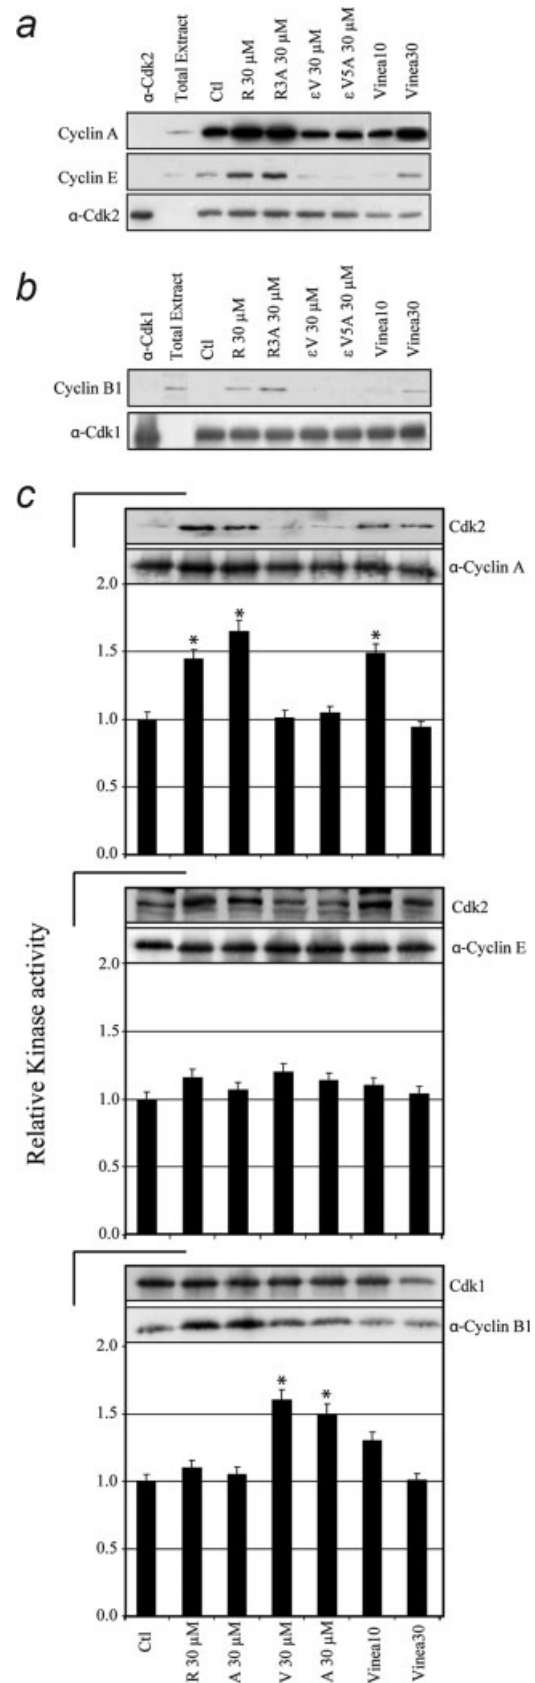 a
α-Cdk2
Total Extract
Ctl
R 30 µM
R3A 30 µM
εV 30 µM
εV5A 30 µM
Vinea10
Vinea30
Cyclin A
Cyclin E
α-Cdk2
b
α-Cdk1
Total Extract
Ctl
R 30 µM
R3A 30 µM
εV 30 µM
εV5A 30 µM
Vinea10
Vinea30
Cyclin B1
α-Cdk1
c
Cdk2
α-Cyclin A
2.0
1.5
1.0
0.5
0.0
* * *
Cdk2
α-Cyclin E
2.0
1.5
1.0
0.5
0.0
Relative Kinase activity
Cdk1
α-Cyclin B1
2.0
1.5
1.0
0.5
0.0
* *
Ctl
R 30 µM
A 30 µM
V 30 µM
A 30 µM
Vinea10
Vinea30